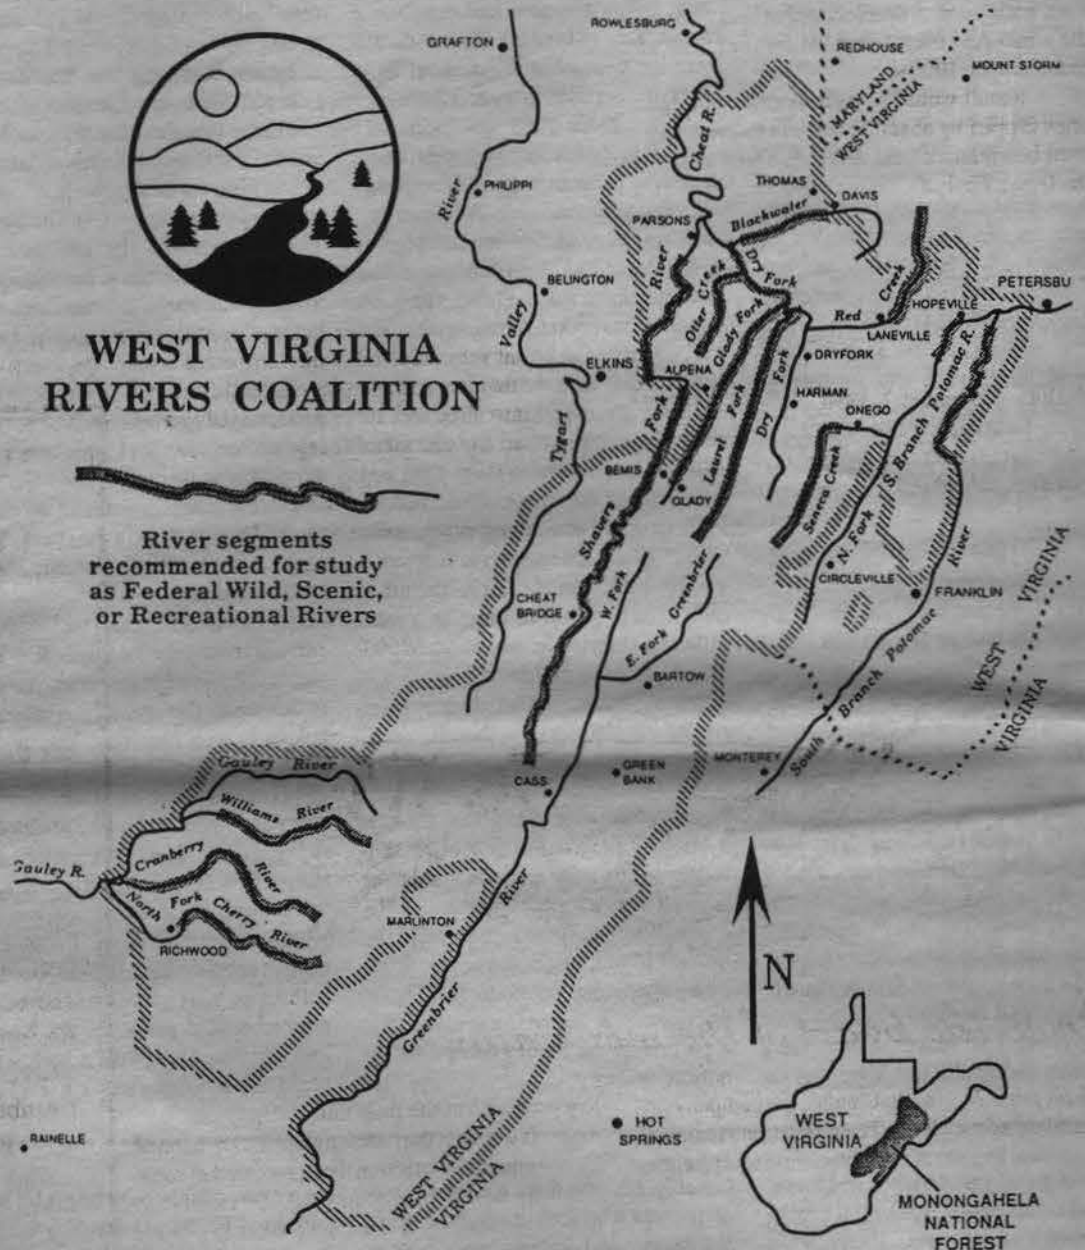 WEST VIRGINIA
RIVERS COALITION
River segments
recommended for study
as Federal Wild, Scenic,
or Recreational Rivers
GRAFTON
ROWLESBURG
REDHOUSE
MOUNT STORM
MARYLAND
WEST VIRGINIA
Cheat R.
PHILIPPI
River
THOMAS
DAVIS
Blackwater
PARSONS
BELINGTON
Valley
River
Otter Creek
Dry Fork
Glady Fork
Red Creek
HOPEVILLE
PETERSBU
LANEVILLE
ELKINS
ALPENA
DRYFORK
HARMAN
ONEGO
Fork
Laurel Fork
Dry Fork
S. Branch Potomac R.
Tygart
BEMIS
GLADY
Seneca Creek
Shavers
N. Fork
CIRCLEVILLE
River
FRANKLIN
VIRGINIA
WEST
VIRGINIA
CHEAT
BRIDGE
W. Fork
E. Fork Greenbrier
BARTOW
South Branch Potomac
MONTEREY
GREEN
BANK
CASS
Gauley River
Williams River
Cranberry River
Gauley R.
North Fork Cherry River
RICHWOOD
MARLINTON
River
Greenbrier
N
RAINELLE
HOT
SPRINGS
WEST VIRGINIA
VIRGINIA
WEST
VIRGINIA
MONONGAHELA
NATIONAL
FOREST